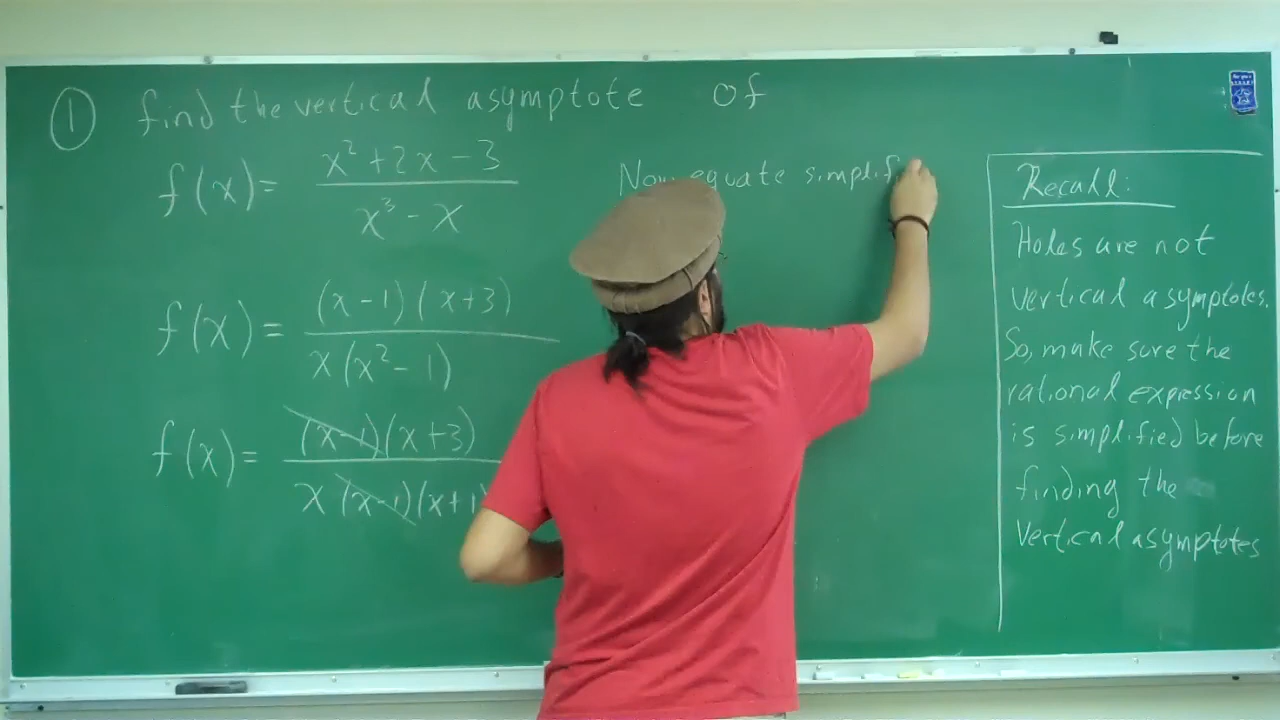 ① find the vertical asymptote of
f(x) = x² + 2x - 3 / x³ - x
f(x) = (x - 1)(x + 3) / x(x² - 1)
f(x) = (x-1)(x+3) / x(x-1)(x+1
Now equate simplif
Recall:
Holes are not
vertical asymptotes.
So, make sure the
rational expression
is simplified before
finding the
vertical asymptotes